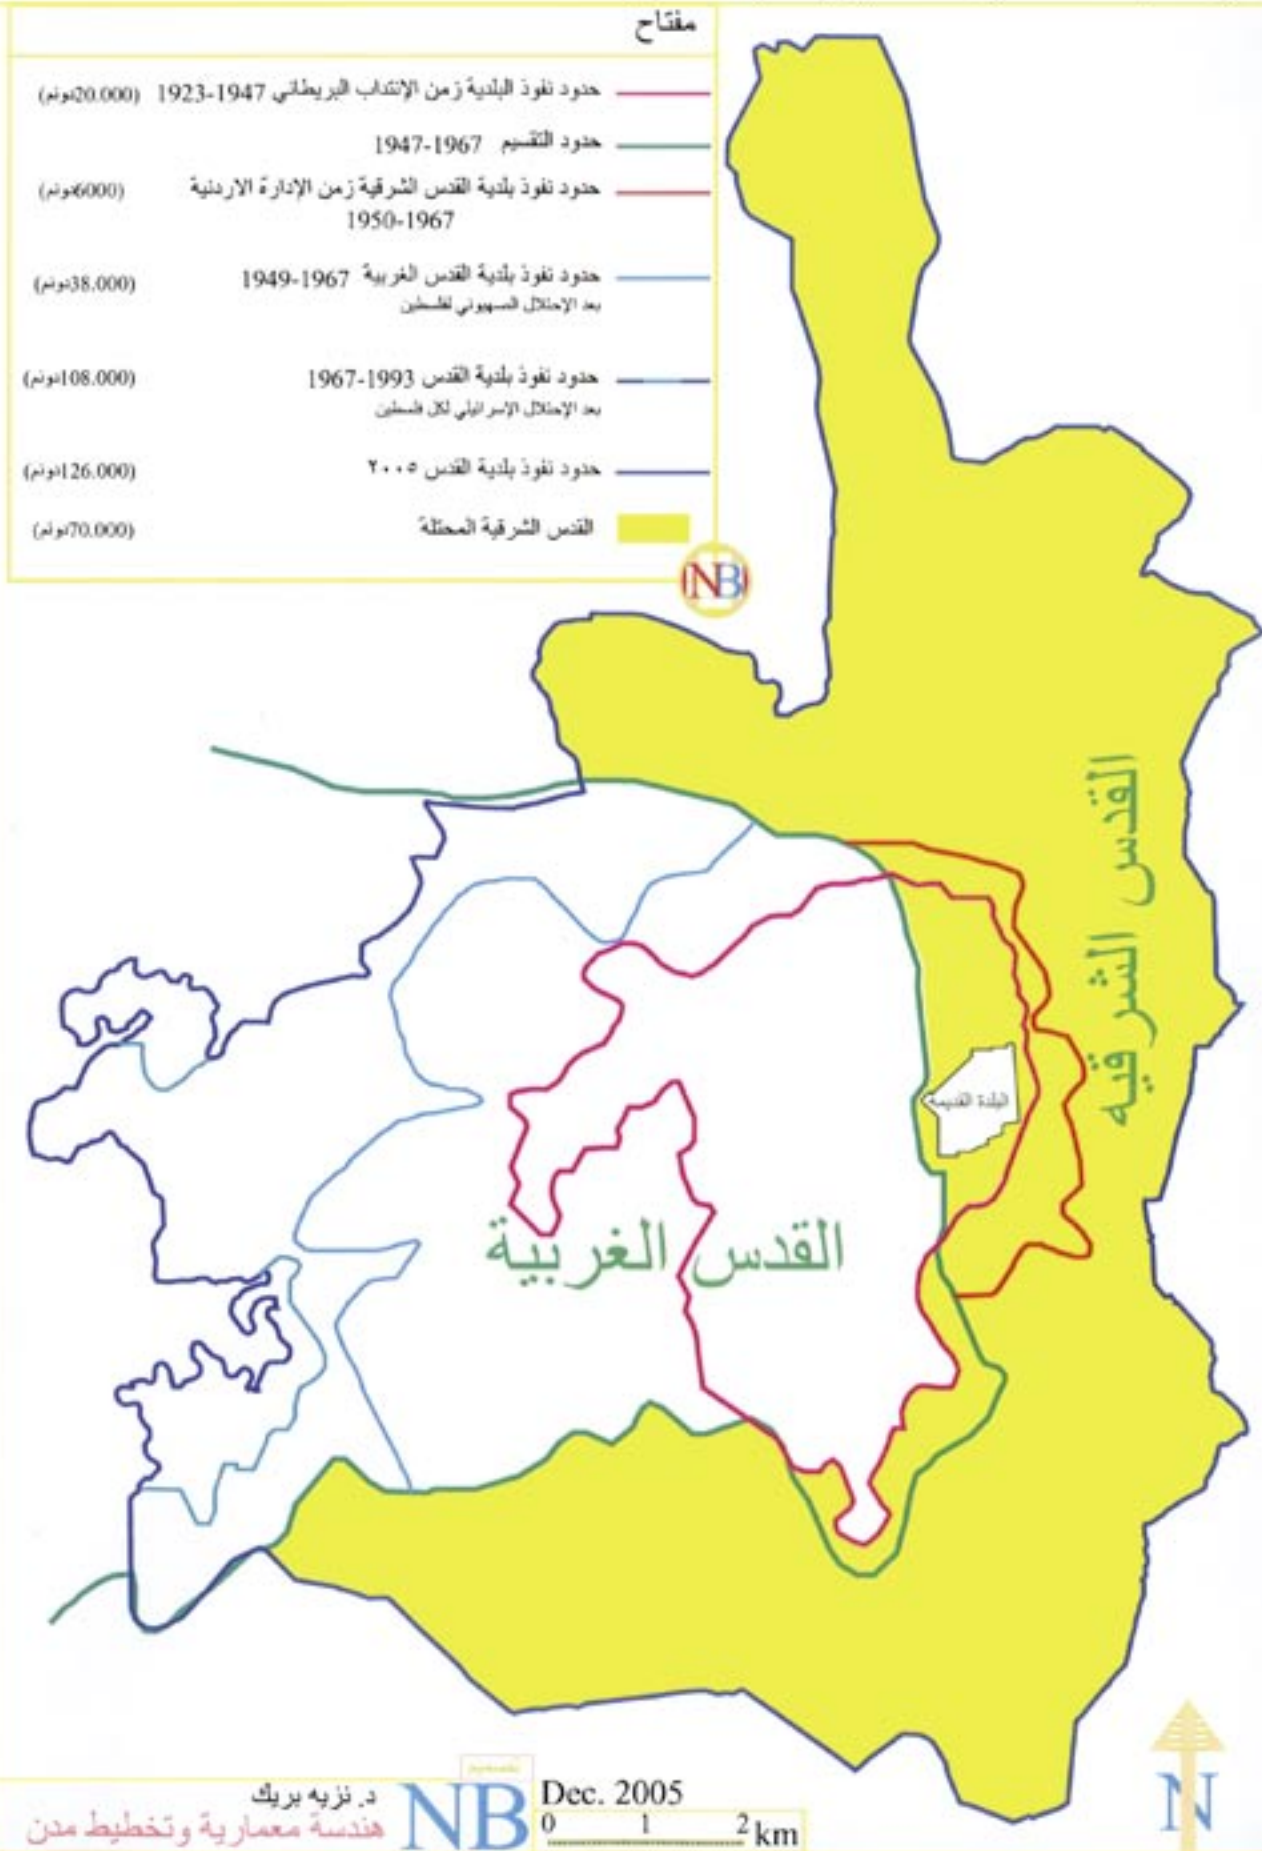 مفتاح
حدود نفوذ البلدية زمن الإنتداب البريطاني 1947-1923 (20.000دونم)
حدود التقسيم 1967-1947
حدود نفوذ بلدية القدس الشرقية زمن الإدارة الاردنية (6000دونم)
1950-1967
حدود نفوذ بلدية القدس الغربية 1967-1949 (38.000دونم)
بعد الإحتلال الصهيوني لفلسطين
حدود نفوذ بلدية القدس 1993-1967 (108.000دونم)
بعد الإحتلال الإسرائيلي لكل فلسطين
حدود نفوذ بلدية القدس ٢٠٠٥ (126.000دونم)
القدس الشرقية المحتلة (70.000دونم)
NB
القدس الشرقيه
البلدة القديمه
القدس الغربية
د. نزيه بريك
هندسة معمارية وتخطيط مدن
NB
Dec. 2005
0 1 2 km
N